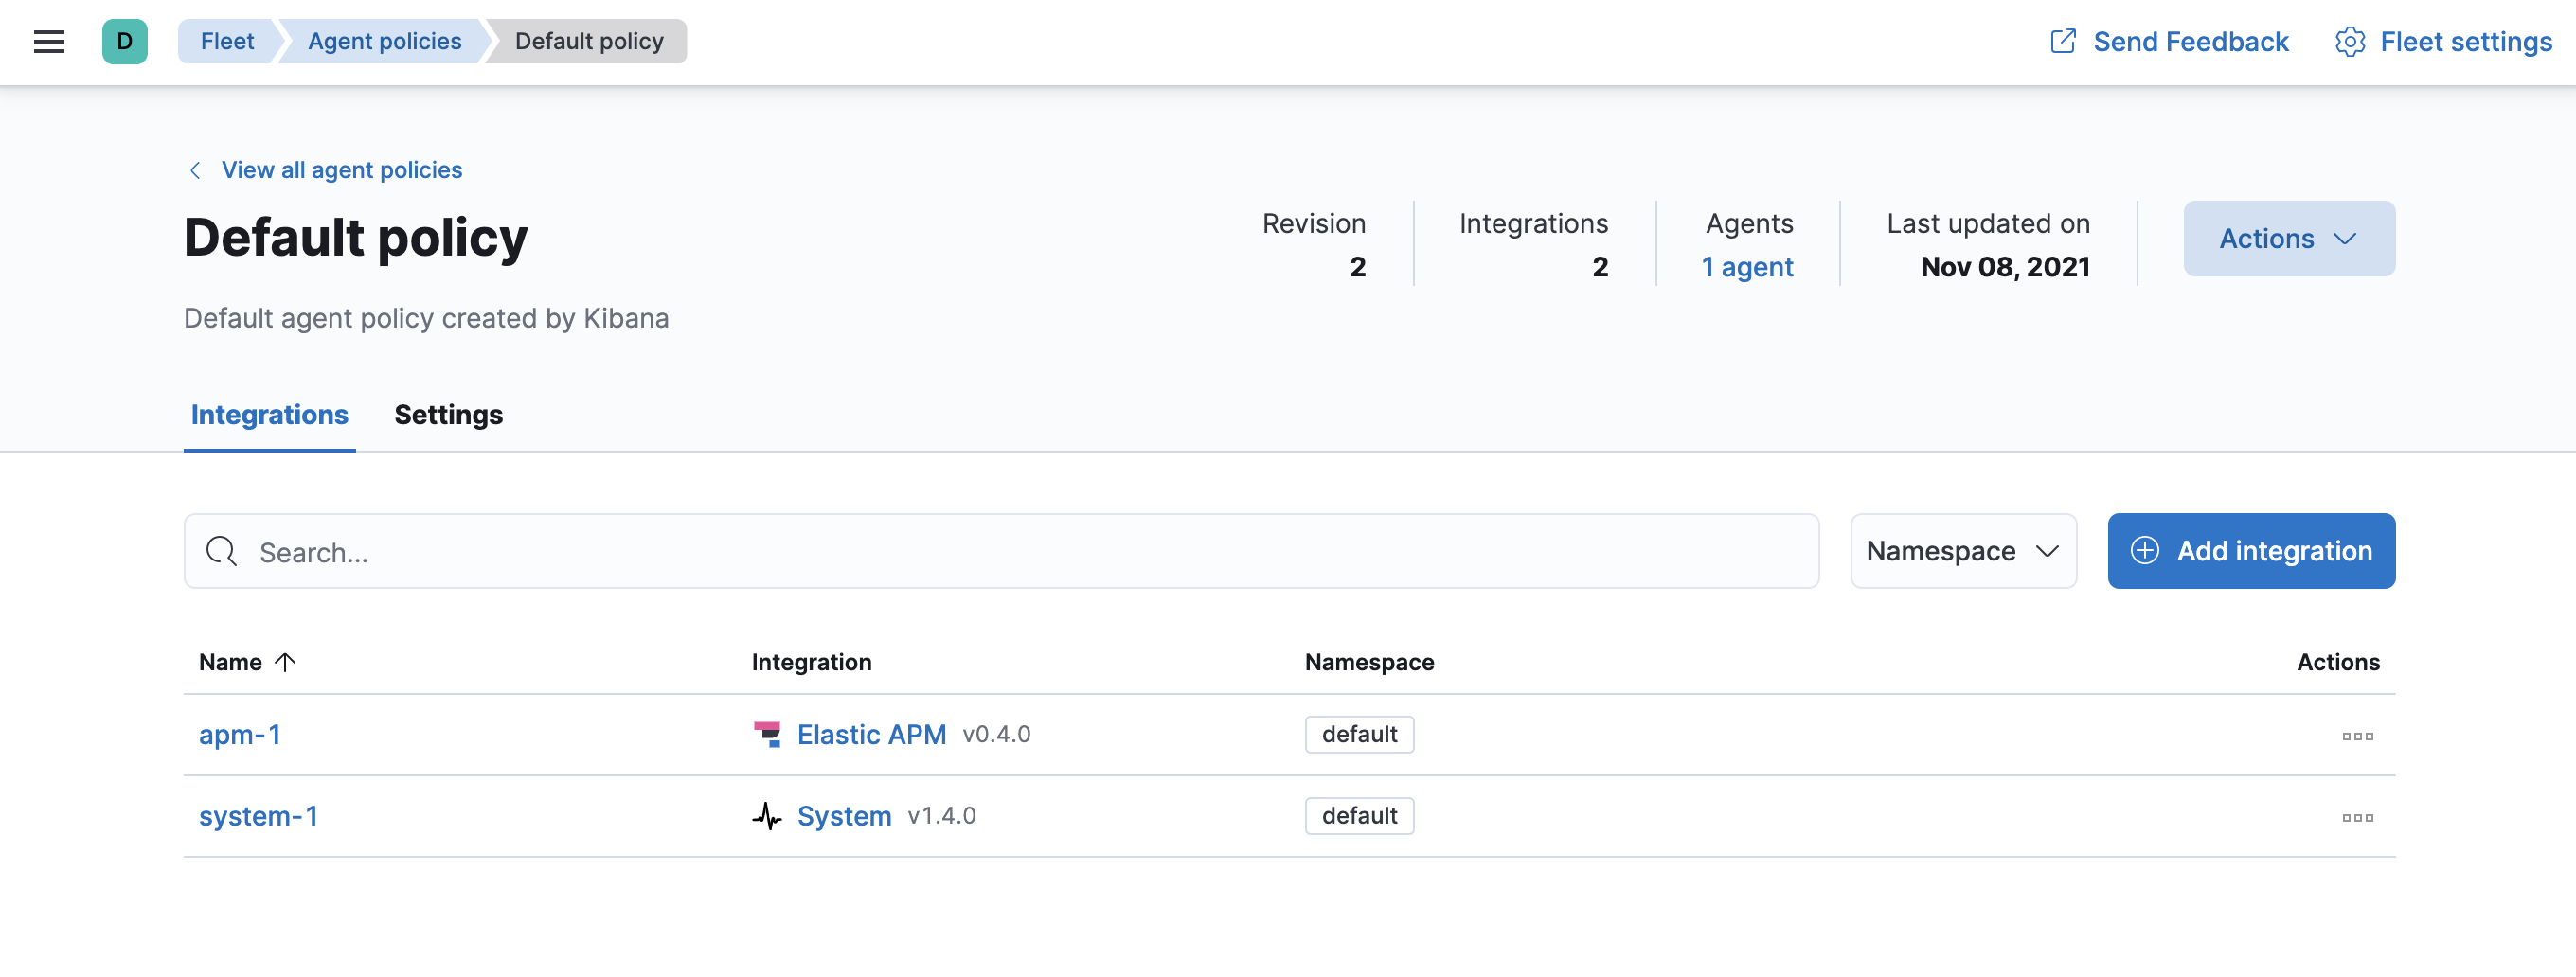 D
Fleet
Agent policies
Default policy
Send Feedback
Fleet settings
View all agent policies
Default policy
Default agent policy created by Kibana
Revision
2
Integrations
2
Agents
1 agent
Last updated on
Nov 08, 2021
Actions
Integrations
Settings
Search...
Namespace
Add integration
Name Integration Namespace Actions
apm-1 Elastic APM v0.4.0 default
system-1 System v1.4.0 default